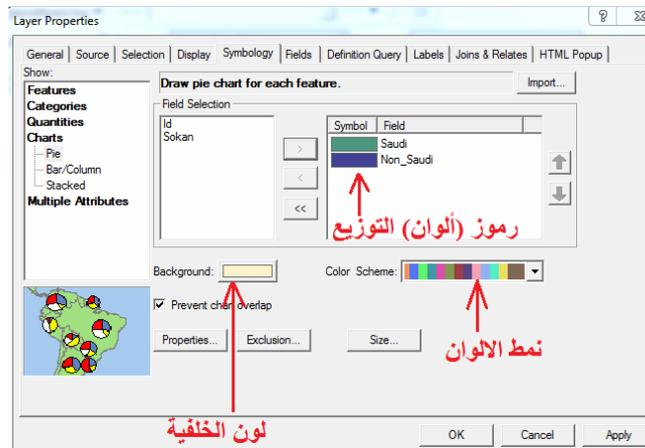 Layer Properties
General Source Selection Display Symbology Fields Definition Query Labels Joins & Relates HTML Popup
Show:
Features
Categories
Quantities
Charts
Pie
Bar/Column
Stacked
Multiple Attributes
Draw pie chart for each feature.
Import...
Field Selection
Id
Sokan
>
<
<<
Symbol Field
Saudi
Non_Saudi
رموز (ألوان) التوزيع
Background:
Color Scheme:
Prevent chart overlap
Properties...
Exclusion...
Size...
نمط الالوان
لون الخلفية
OK
Cancel
Apply